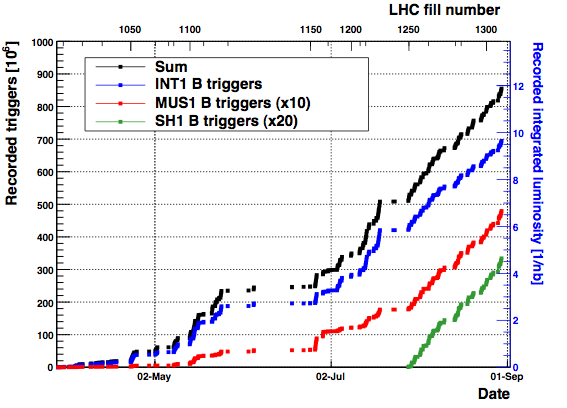 LHC fill number
1050 1100 1150 1200 1250 1300
Recorded triggers [10⁶]
1000
900
800
700
600
500
400
300
200
100
0
Sum
INT1 B triggers
MUS1 B triggers (x10)
SH1 B triggers (x20)
Recorded integrated luminosity [1/nb]
12
10
8
6
4
2
0
02-May 02-Jul 01-Sep
Date